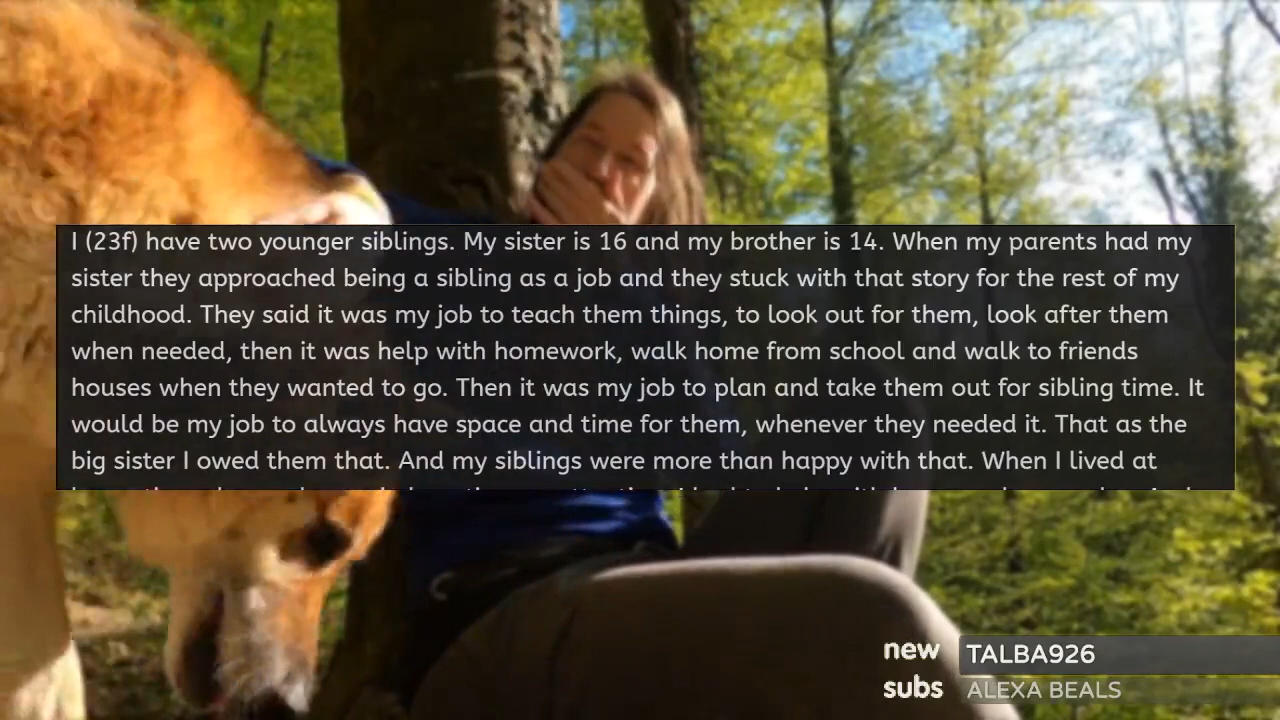 I (23f) have two younger siblings. My sister is 16 and my brother is 14. When my parents had my
sister they approached being a sibling as a job and they stuck with that story for the rest of my
childhood. They said it was my job to teach them things, to look out for them, look after them
when needed, then it was help with homework, walk home from school and walk to friends
houses when they wanted to go. Then it was my job to plan and take them out for sibling time. It
would be my job to always have space and time for them, whenever they needed it. That as the
big sister I owed them that. And my siblings were more than happy with that. When I lived at
new TALBA926
subs ALEXA BEALS